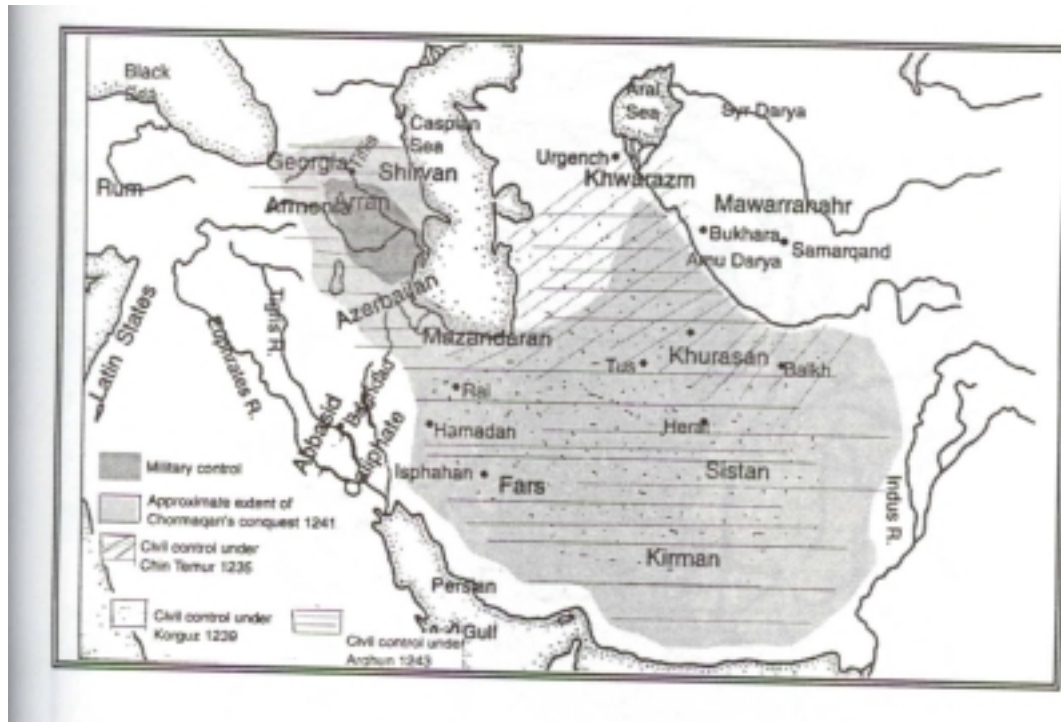 Black
Sea
Aral
Sea
Syr Darya
Caspian
Sea
Urgench
Georgia
Tiflis
Shirvan
Khwarazm
Rum
Armenia
Arran
Mawarranahr
Bukhara
Amu Darya
Samarqand
Azerbaijan
Tigris R.
Latin States
Euphrates R.
Mazandaran
Tus
Khurasan
Balkh
Rai
Abbasid
Baghdad
Caliphate
Hamadan
Herat
Isphahan
Fars
Sistan
Indus R.
Kirman
Persian
Gulf
Military control
Approximate extent of
Chormaqan's conquest 1241
Civil control under
Chin Temur 1235
Civil control under
Korguz 1239
Civil control under
Arghun 1243